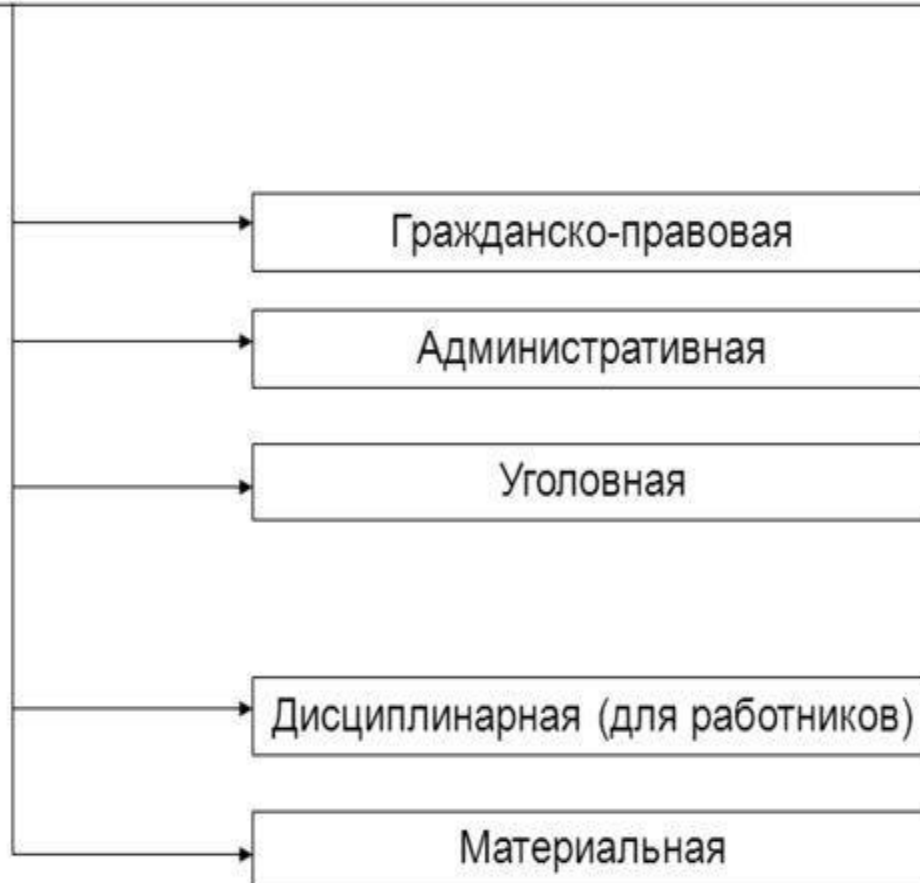 Гражданско-правовая
Административная
Уголовная
Дисциплинарная (для работников)
Материальная